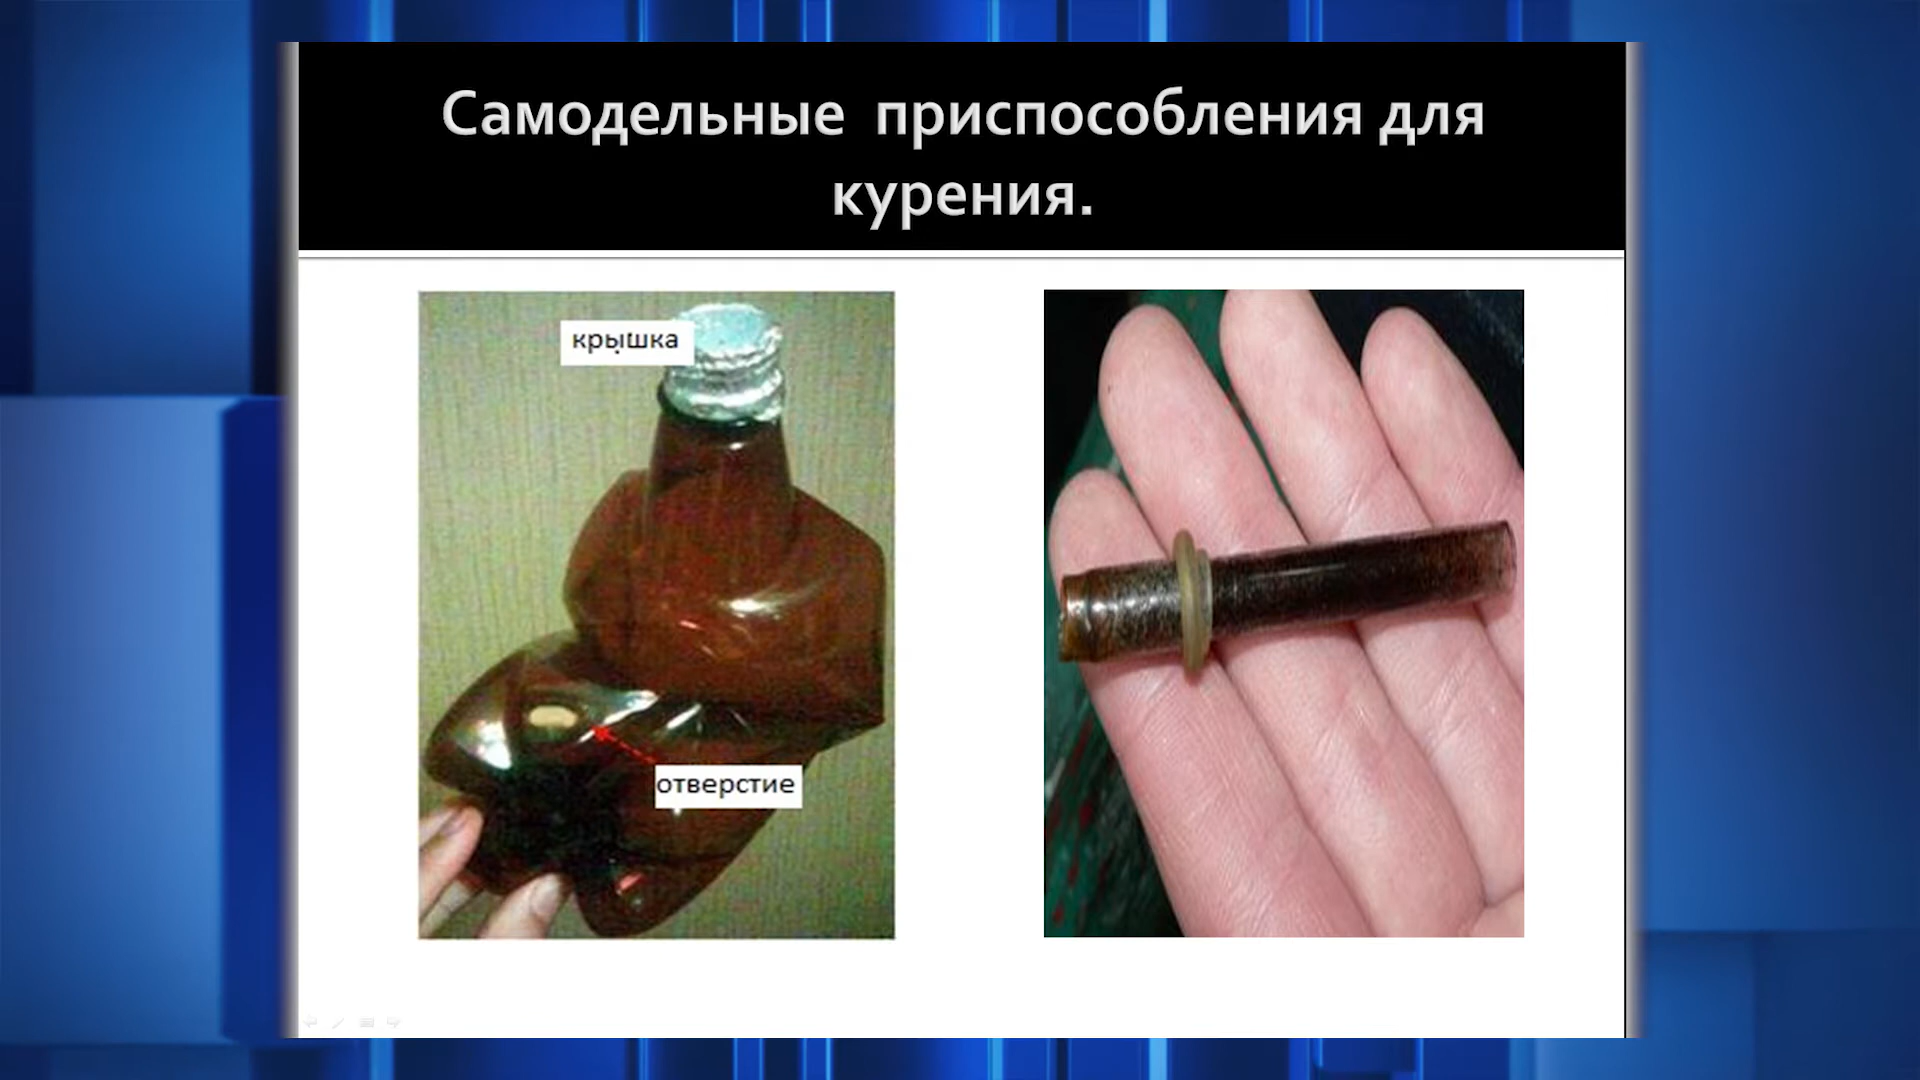 Самодельные приспособления для
курения.
крышка
отверстие